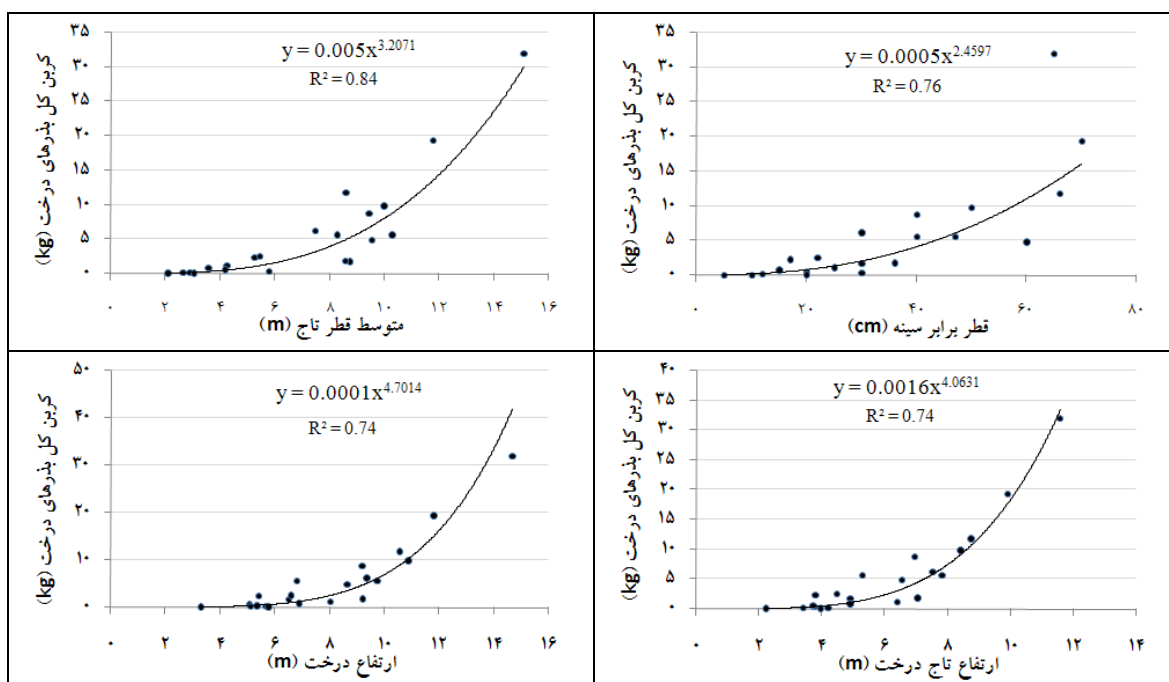 کربن کل بذرهای درخت (kg)
۳۵
۳۰
۲۵
۲۰
۱۵
۱۰
۵
۰
y = 0.005x^3.2071
R² = 0.84
۰ ۲ ۴ ۶ ۸ ۱۰ ۱۲ ۱۴ ۱۶
متوسط قطر تاج (m)
کربن کل بذرهای درخت (kg)
۳۵
۳۰
۲۵
۲۰
۱۵
۱۰
۵
۰
y = 0.0005x^2.4597
R² = 0.76
۰ ۲۰ ۴۰ ۶۰ ۸۰
قطر برابر سینه (cm)
کربن کل بذرهای درخت (kg)
۵۰
۴۰
۳۰
۲۰
۱۰
۰
y = 0.0001x^4.7014
R² = 0.74
۰ ۲ ۴ ۶ ۸ ۱۰ ۱۲ ۱۴ ۱۶
ارتفاع درخت (m)
کربن کل بذرهای درخت (kg)
۴۰
۳۵
۳۰
۲۵
۲۰
۱۵
۱۰
۵
۰
y = 0.0016x^4.0631
R² = 0.74
۰ ۲ ۴ ۶ ۸ ۱۰ ۱۲ ۱۴
ارتفاع تاج درخت (m)